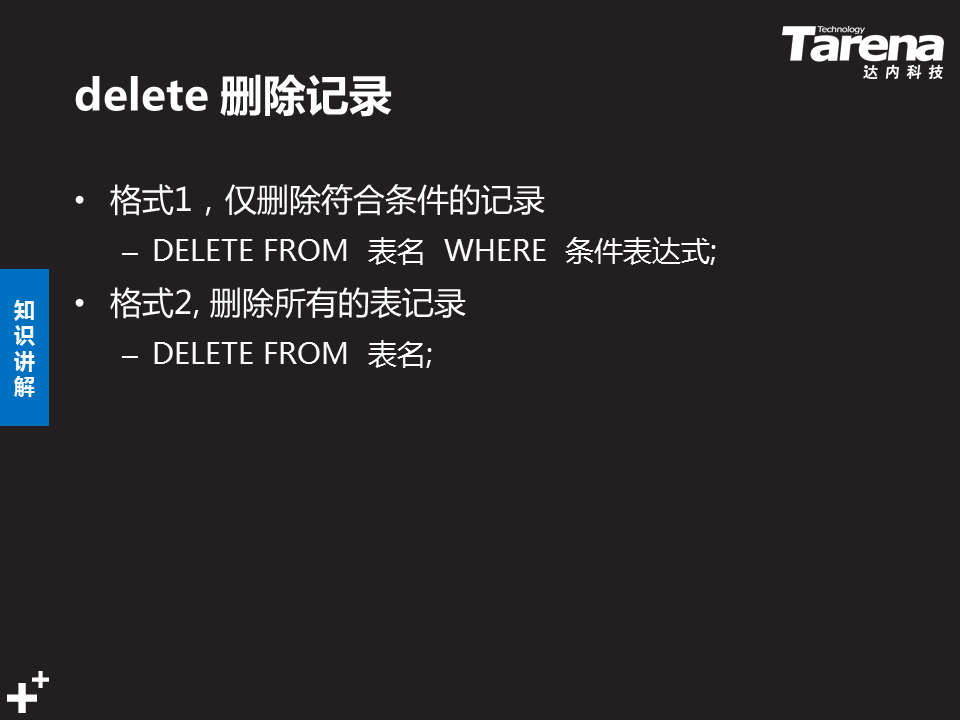 Technology
Tarena
达内科技
delete 删除记录
• 格式1，仅删除符合条件的记录
– DELETE FROM 表名 WHERE 条件表达式;
• 格式2, 删除所有的表记录
– DELETE FROM 表名;
知
识
讲
解